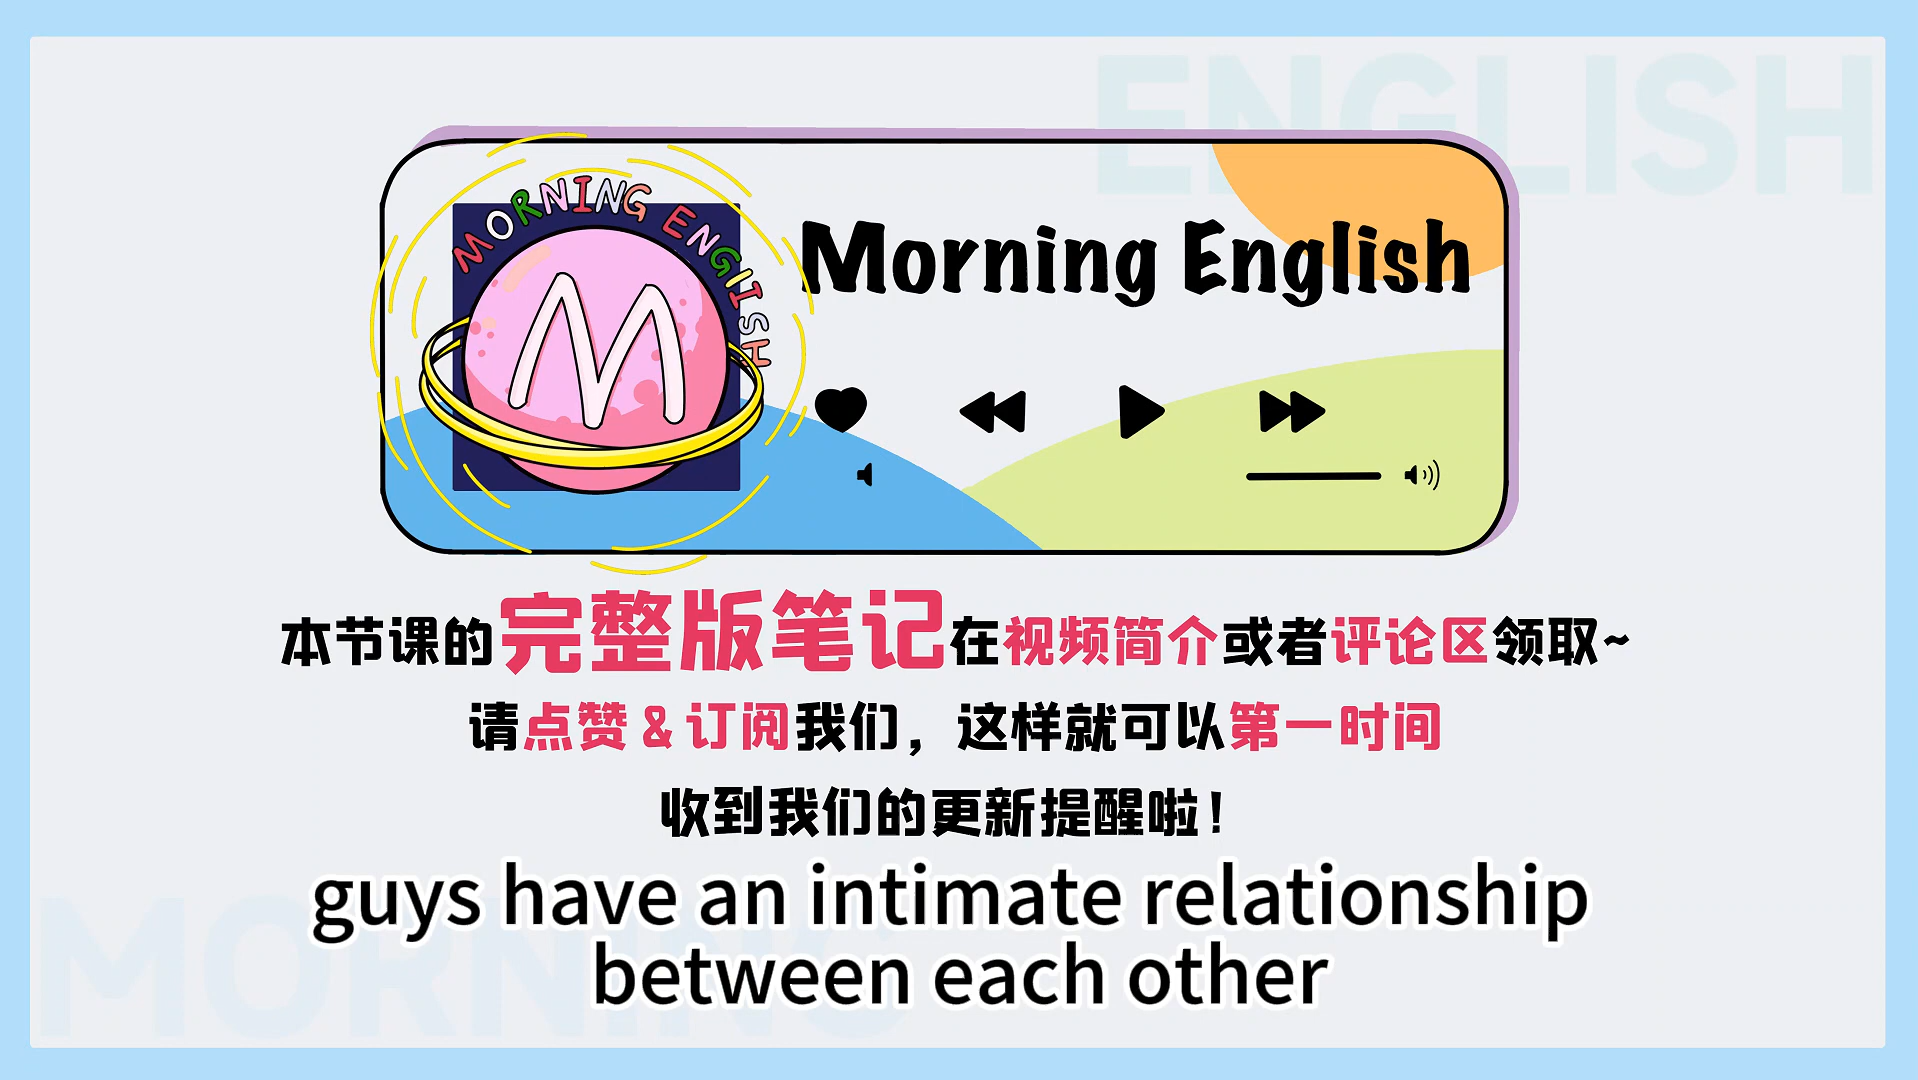 ENGLISH
MORNING ENGLISH
M
Morning English
本节课的完整版笔记在视频简介或者评论区领取~
请点赞&订阅我们，这样就可以第一时间
收到我们的更新提醒啦！
guys have an intimate relationship
between each other
MORNING